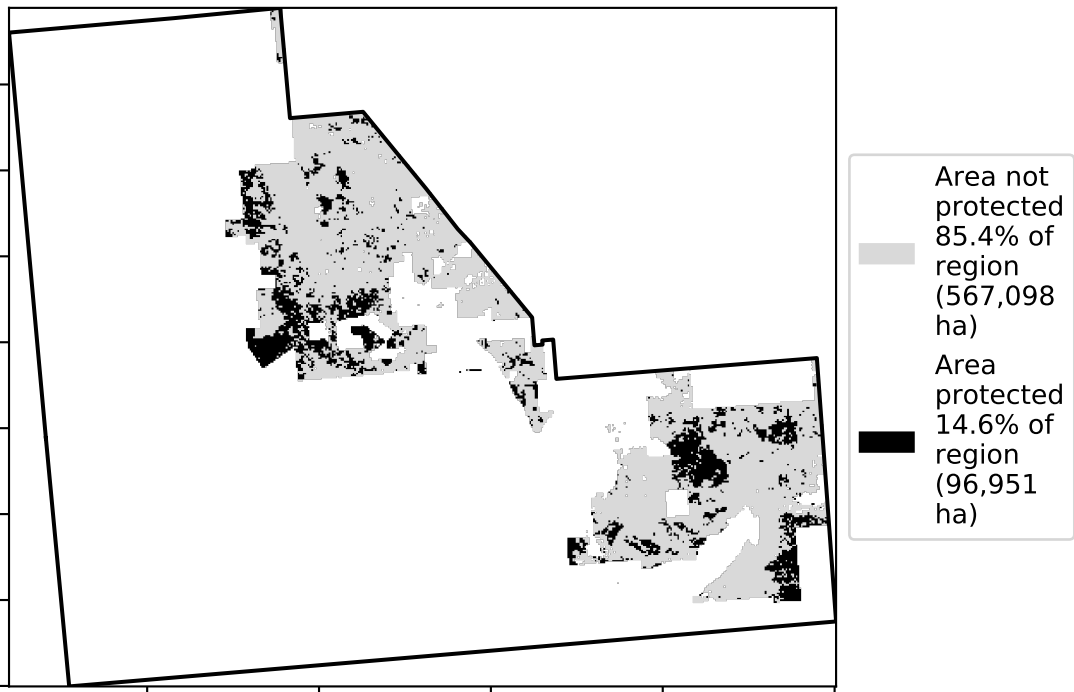 Area not
protected
85.4% of
region
(567,098
ha)
Area
protected
14.6% of
region
(96,951
ha)